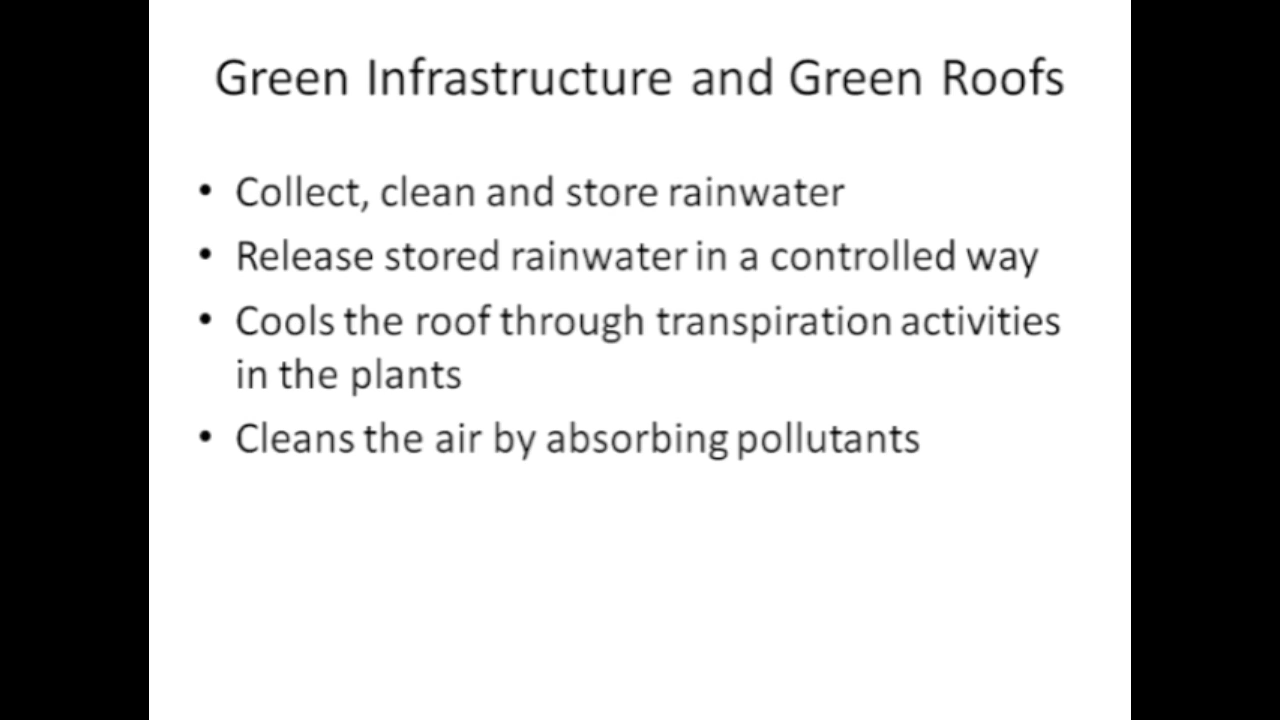 Green Infrastructure and Green Roofs
• Collect, clean and store rainwater
• Release stored rainwater in a controlled way
• Cools the roof through transpiration activities
in the plants
• Cleans the air by absorbing pollutants